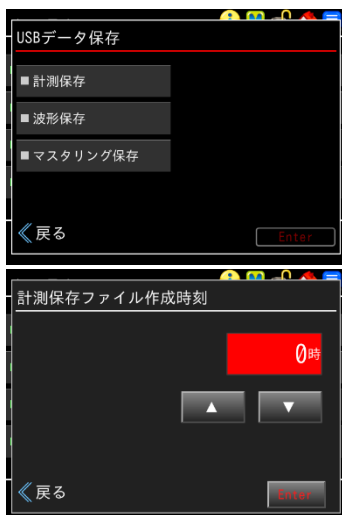 USBデータ保存
■計測保存
■波形保存
■マスタリング保存
戻る
Enter
計測保存ファイル作成時刻
0時
▲ ▼
戻る
Enter